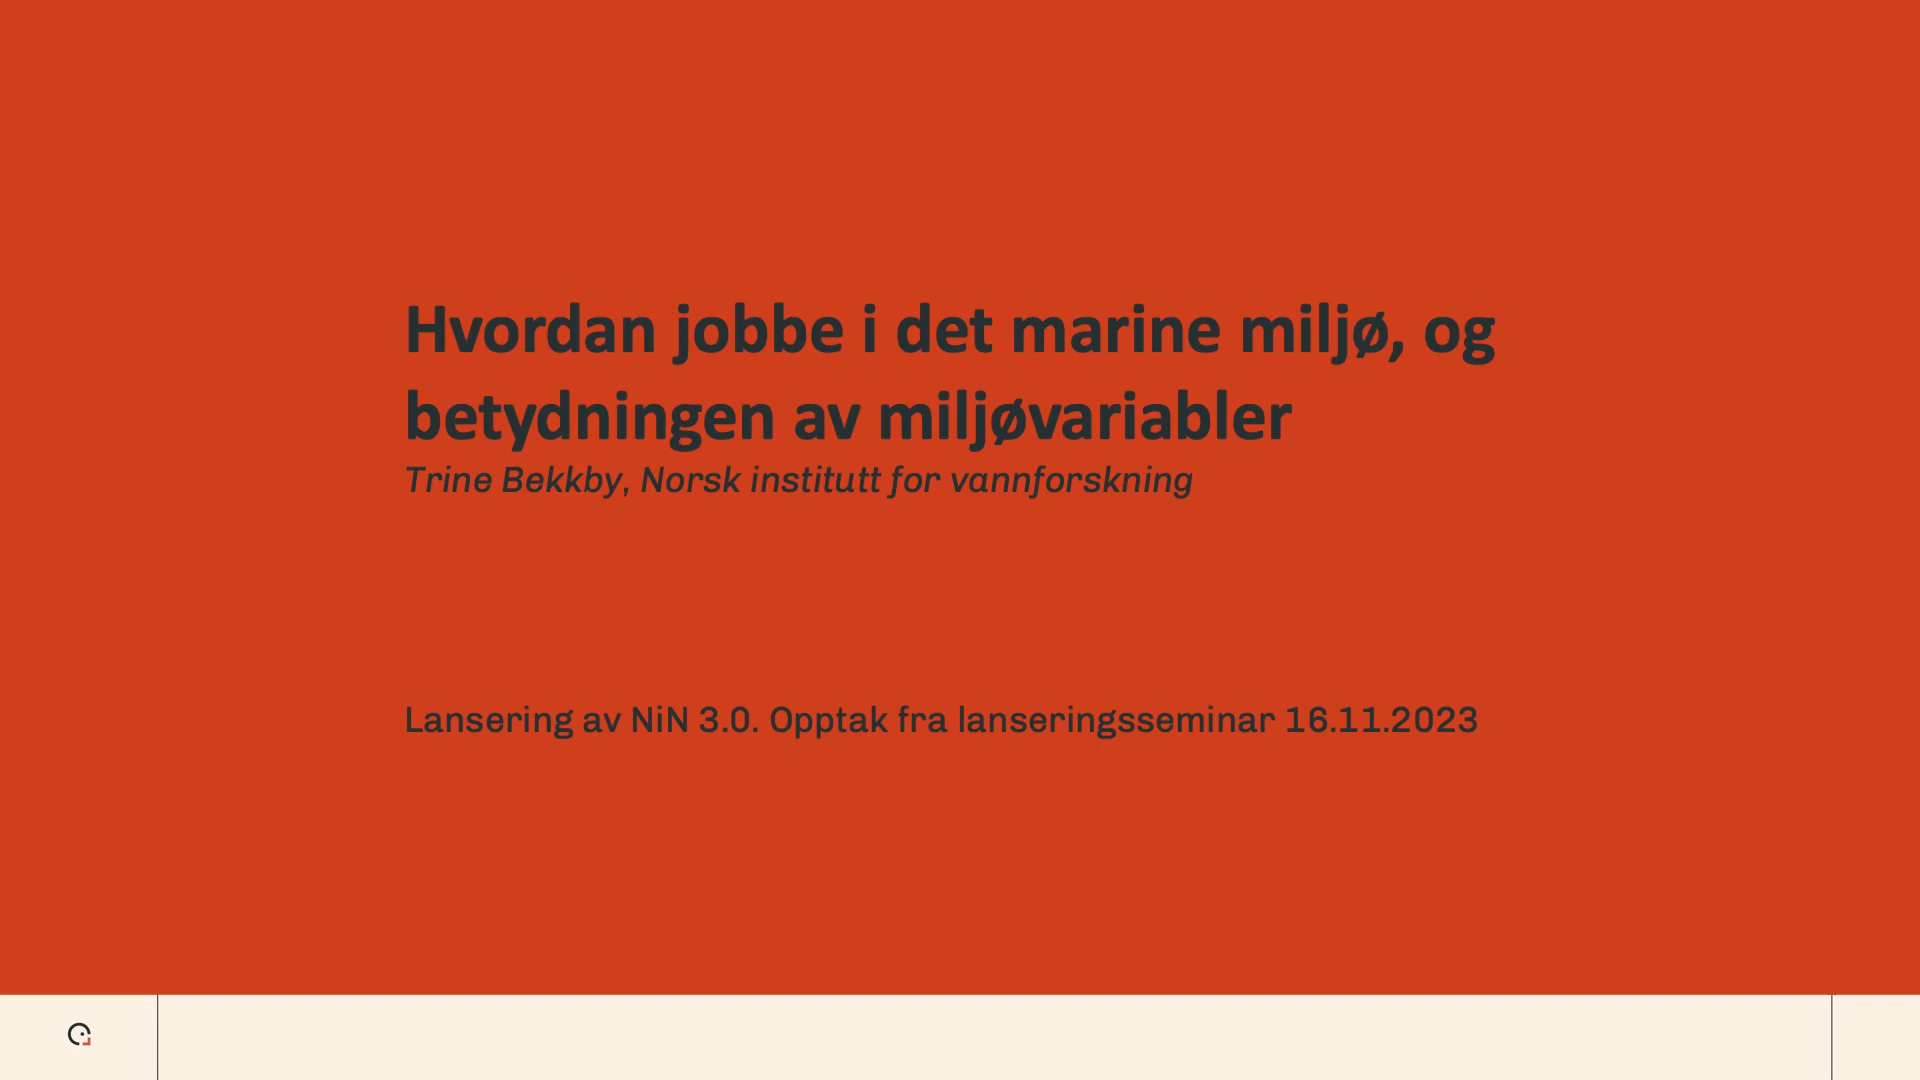 Hvordan jobbe i det marine miljø, og
betydningen av miljøvariabler
Trine Bekkby, Norsk institutt for vannforskning
Lansering av NiN 3.0. Opptak fra lanseringsseminar 16.11.2023